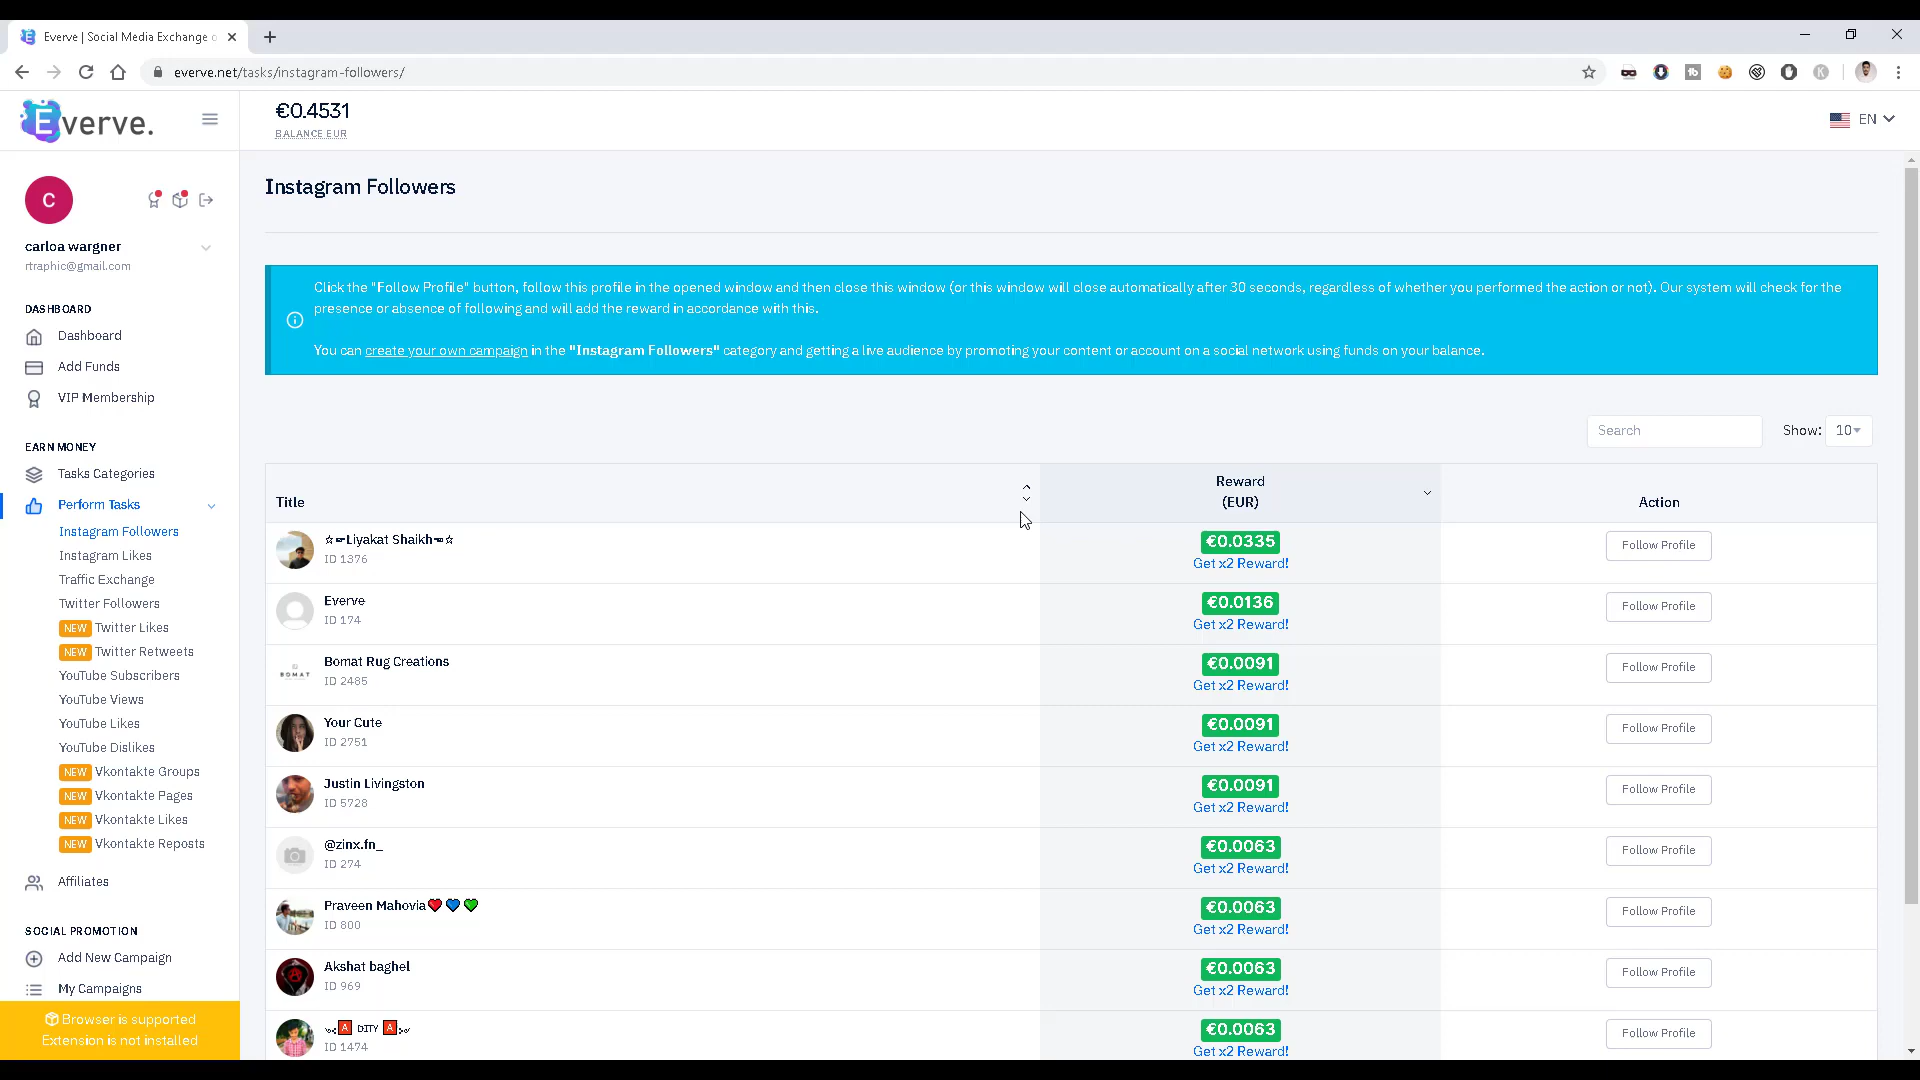 Everve | Social Media Exchange o
everve.net/tasks/instagram-followers/
Everve.
€0.4531
BALANCE EUR
EN
C
carloa wargner
rtraphic@gmail.com
DASHBOARD
Dashboard
Add Funds
VIP Membership
EARN MONEY
Tasks Categories
Perform Tasks
Instagram Followers
Instagram Likes
Traffic Exchange
Twitter Followers
NEW Twitter Likes
NEW Twitter Retweets
YouTube Subscribers
YouTube Views
YouTube Likes
YouTube Dislikes
NEW Vkontakte Groups
NEW Vkontakte Pages
NEW Vkontakte Likes
NEW Vkontakte Reposts
Affiliates
SOCIAL PROMOTION
Add New Campaign
My Campaigns
Browser is supported
Extension is not installed
Instagram Followers
Click the "Follow Profile" button, follow this profile in the opened window and then close this window (or this window will close automatically after 30 seconds, regardless of whether you performed the action or not). Our system will check for the
presence or absence of following and will add the reward in accordance with this.
You can create your own campaign in the "Instagram Followers" category and getting a live audience by promoting your content or account on a social network using funds on your balance.
Search
Show: 10
Title
Reward
(EUR)
Action
☆☛Liyakat Shaikh☚☆
ID 1376
€0.0335
Get x2 Reward!
Follow Profile
Everve
ID 174
€0.0136
Get x2 Reward!
Follow Profile
BOMAT
Bomat Rug Creations
ID 2485
€0.0091
Get x2 Reward!
Follow Profile
Your Cute
ID 2751
€0.0091
Get x2 Reward!
Follow Profile
Justin Livingston
ID 5728
€0.0091
Get x2 Reward!
Follow Profile
@zinx.fn_
ID 274
€0.0063
Get x2 Reward!
Follow Profile
Praveen Mahovia❤️💙💚
ID 800
€0.0063
Get x2 Reward!
Follow Profile
Akshat baghel
ID 969
€0.0063
Get x2 Reward!
Follow Profile
🅰 DITY 🅰
ID 1474
€0.0063
Get x2 Reward!
Follow Profile